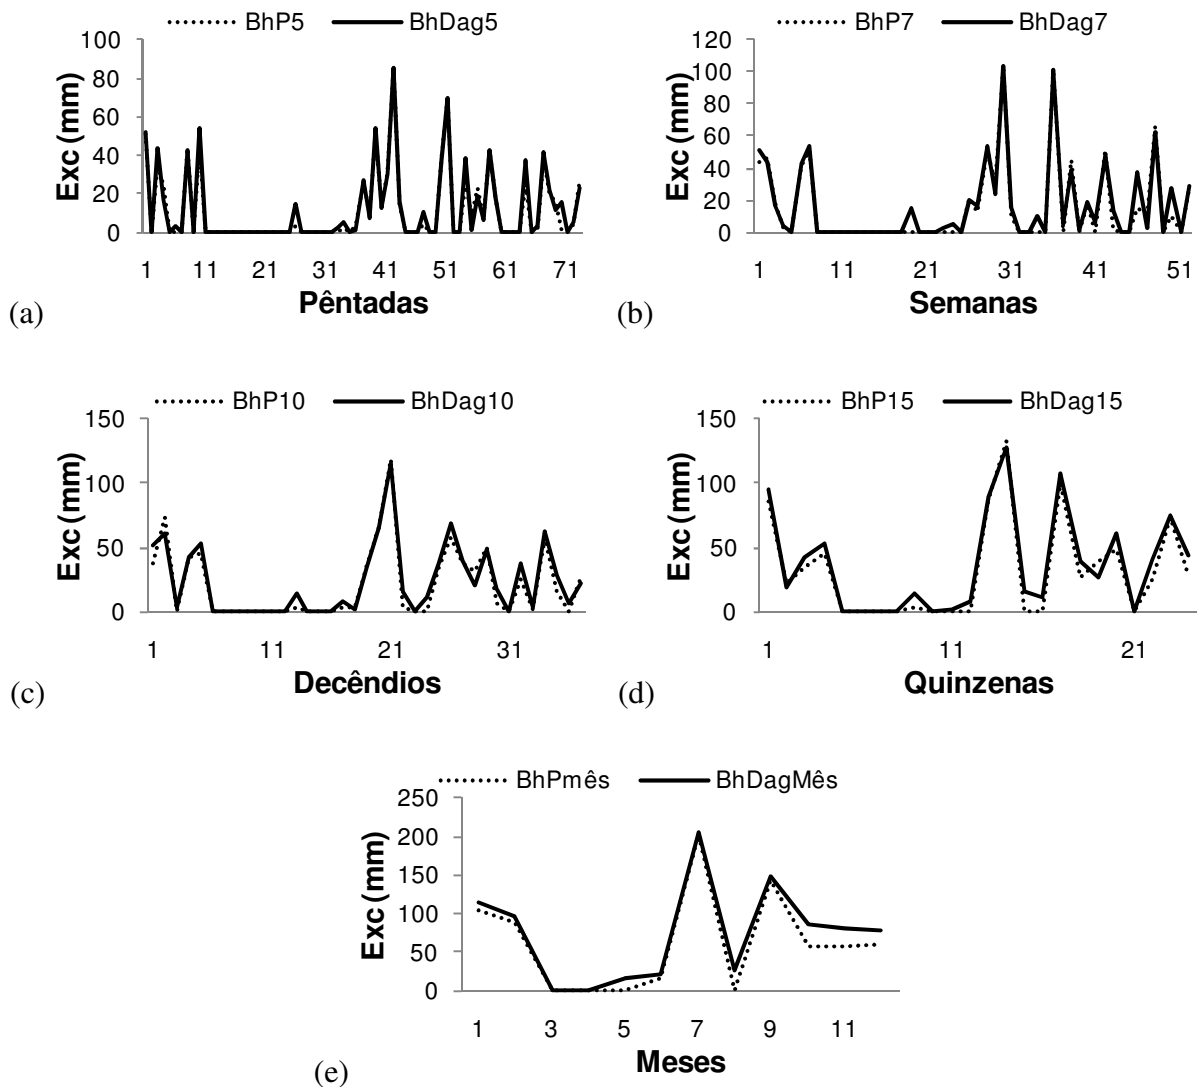 BhP5 BhDag5
100
80
60
40
20
0
Exc (mm)
1 11 21 31 41 51 61 71
Pêntadas
(a)
BhP7 BhDag7
120
100
80
60
40
20
0
Exc (mm)
1 11 21 31 41 51
Semanas
(b)
BhP10 BhDag10
150
100
50
0
Exc (mm)
1 11 21 31
Decêndios
(c)
BhP15 BhDag15
150
100
50
0
Exc (mm)
1 11 21
Quinzenas
(d)
BhPmês BhDagMês
250
200
150
100
50
0
Exc (mm)
1 3 5 7 9 11
Meses
(e)